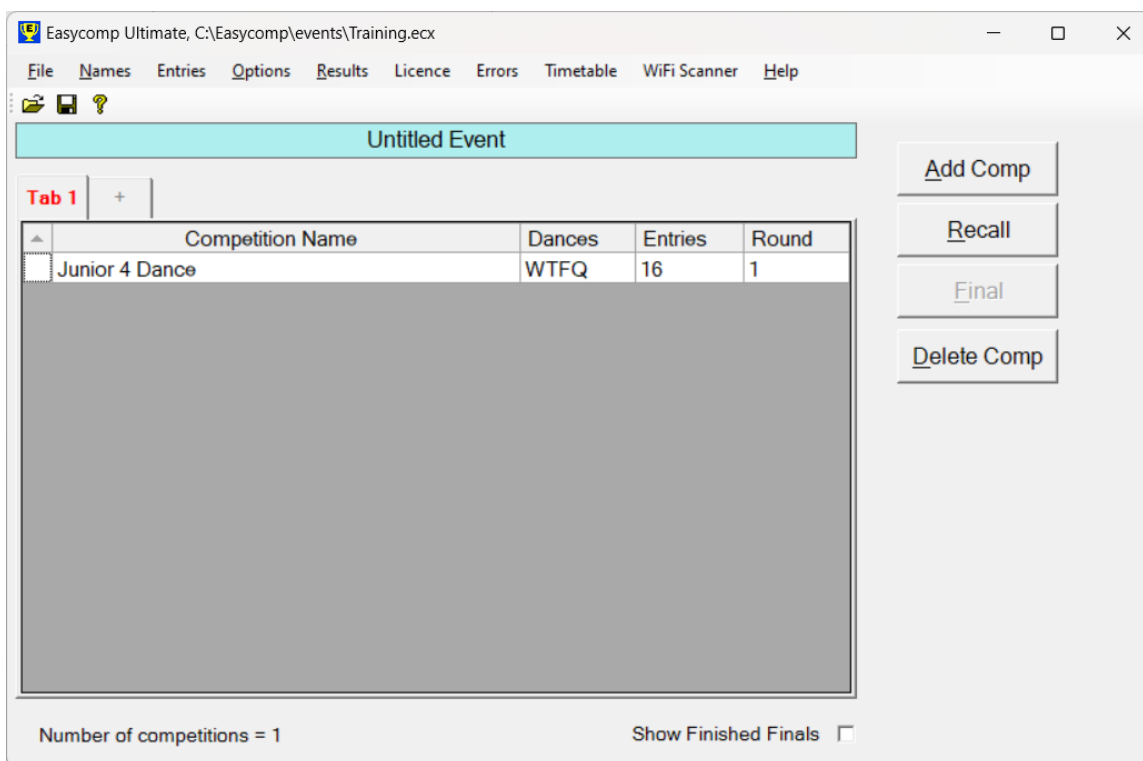 Easycomp Ultimate, C:\Easycomp\events\Training.ecx
File Names Entries Options Results Licence Errors Timetable WiFi Scanner Help
Untitled Event
Add Comp
Tab 1 +
Recall
Competition Name Dances Entries Round
Junior 4 Dance WTFQ 16 1
Final
Delete Comp
Number of competitions = 1 Show Finished Finals